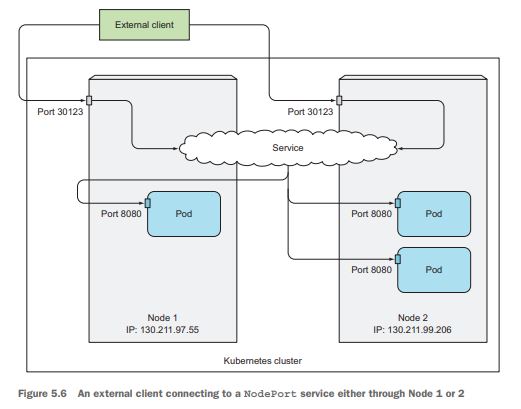 External client
Port 30123
Port 30123
Service
Port 8080
Pod
Port 8080
Pod
Port 8080
Pod
Node 1
IP: 130.211.97.55
Node 2
IP: 130.211.99.206
Kubernetes cluster
Figure 5.6 An external client connecting to a NodePort service either through Node 1 or 2